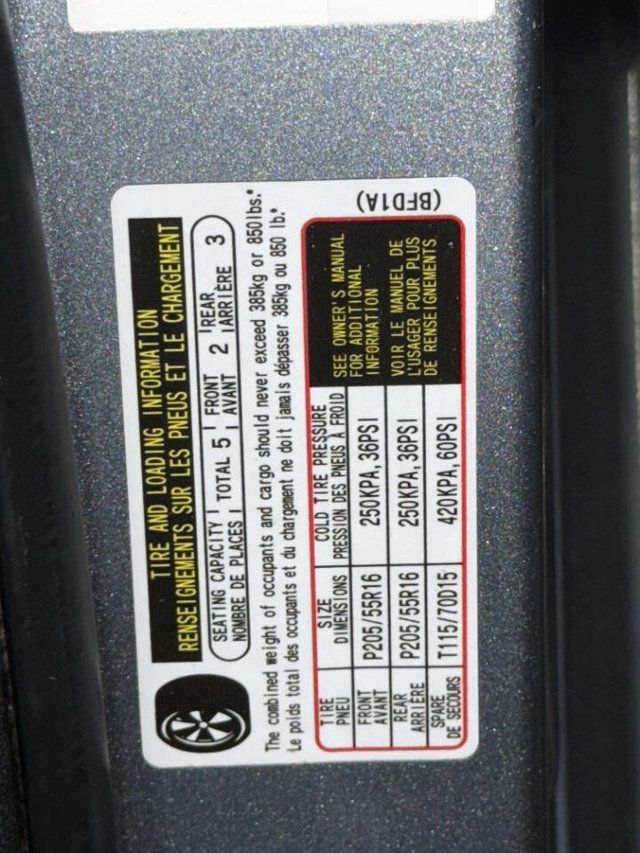 TIRE AND LOADING INFORMATION
RENSEIGNEMENTS SUR LES PNEUS ET LE CHARGEMENT
SEATING CAPACITY
NOMBRE DE PLACES
TOTAL 5
FRONT
AVANT
2
REAR
ARRIÈRE
3
The combined weight of occupants and cargo should never exceed 385kg or 850lbs.*
Le poids total des occupants et du chargement ne doit jamais dépasser 385kg ou 850 lb.*
TIRE
PNEU
SIZE
DIMENSIONS
COLD TIRE PRESSURE
PRESSION DES PNEUS À FROID
FRONT
AVANT
P205/55R16
250KPA, 36PSI
REAR
ARRIÈRE
P205/55R16
250KPA, 36PSI
SPARE
DE SECOURS
T115/70D15
420KPA, 60PSI
SEE OWNER'S MANUAL
FOR ADDITIONAL
INFORMATION
VOIR LE MANUEL DE
L'USAGER POUR PLUS
DE RENSEIGNEMENTS
(BFD1A)